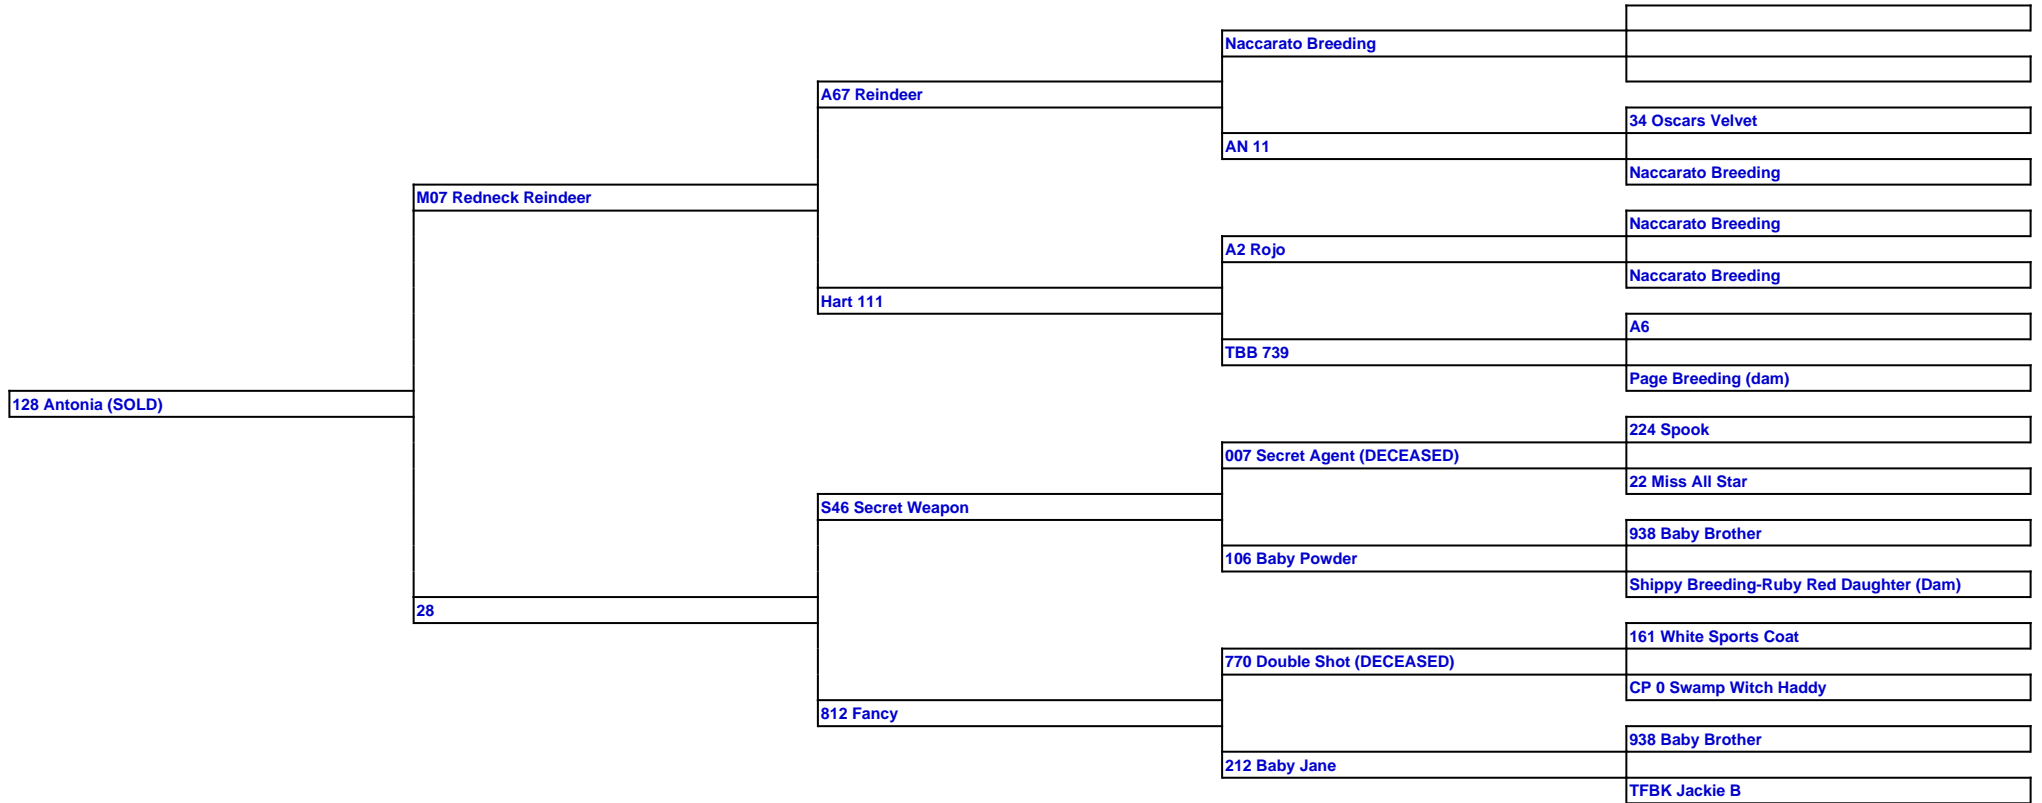 Naccarato Breeding
A67 Reindeer
34 Oscars Velvet
AN 11
Naccarato Breeding
M07 Redneck Reindeer
Naccarato Breeding
A2 Rojo
Naccarato Breeding
Hart 111
A6
TBB 739
Page Breeding (dam)
128 Antonia (SOLD)
224 Spook
007 Secret Agent (DECEASED)
22 Miss All Star
S46 Secret Weapon
938 Baby Brother
106 Baby Powder
Shippy Breeding-Ruby Red Daughter (Dam)
28
161 White Sports Coat
770 Double Shot (DECEASED)
CP 0 Swamp Witch Haddy
812 Fancy
938 Baby Brother
212 Baby Jane
TFBK Jackie B